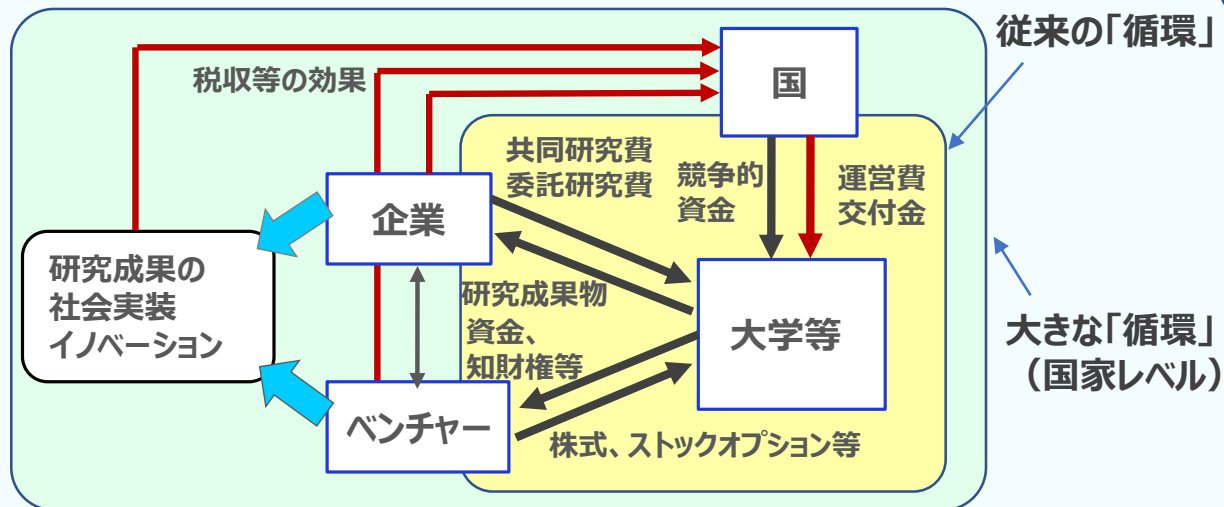 従来の「循環」
税収等の効果
国
共同研究費
委託研究費
競争的
資金
運営費
交付金
企業
研究成果の
社会実装
イノベーション
研究成果物
資金、
知財権等
大学等
大きな「循環」
（国家レベル）
ベンチャー
株式、ストックオプション等